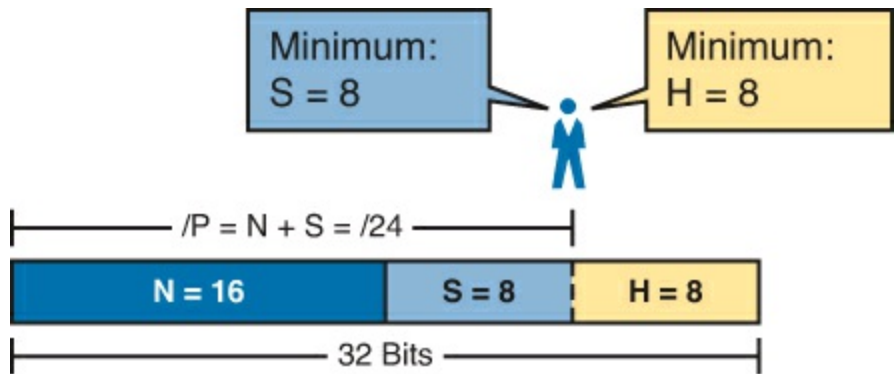 Minimum:
S = 8
Minimum:
H = 8
/P = N + S = /24
N = 16
S = 8
H = 8
32 Bits